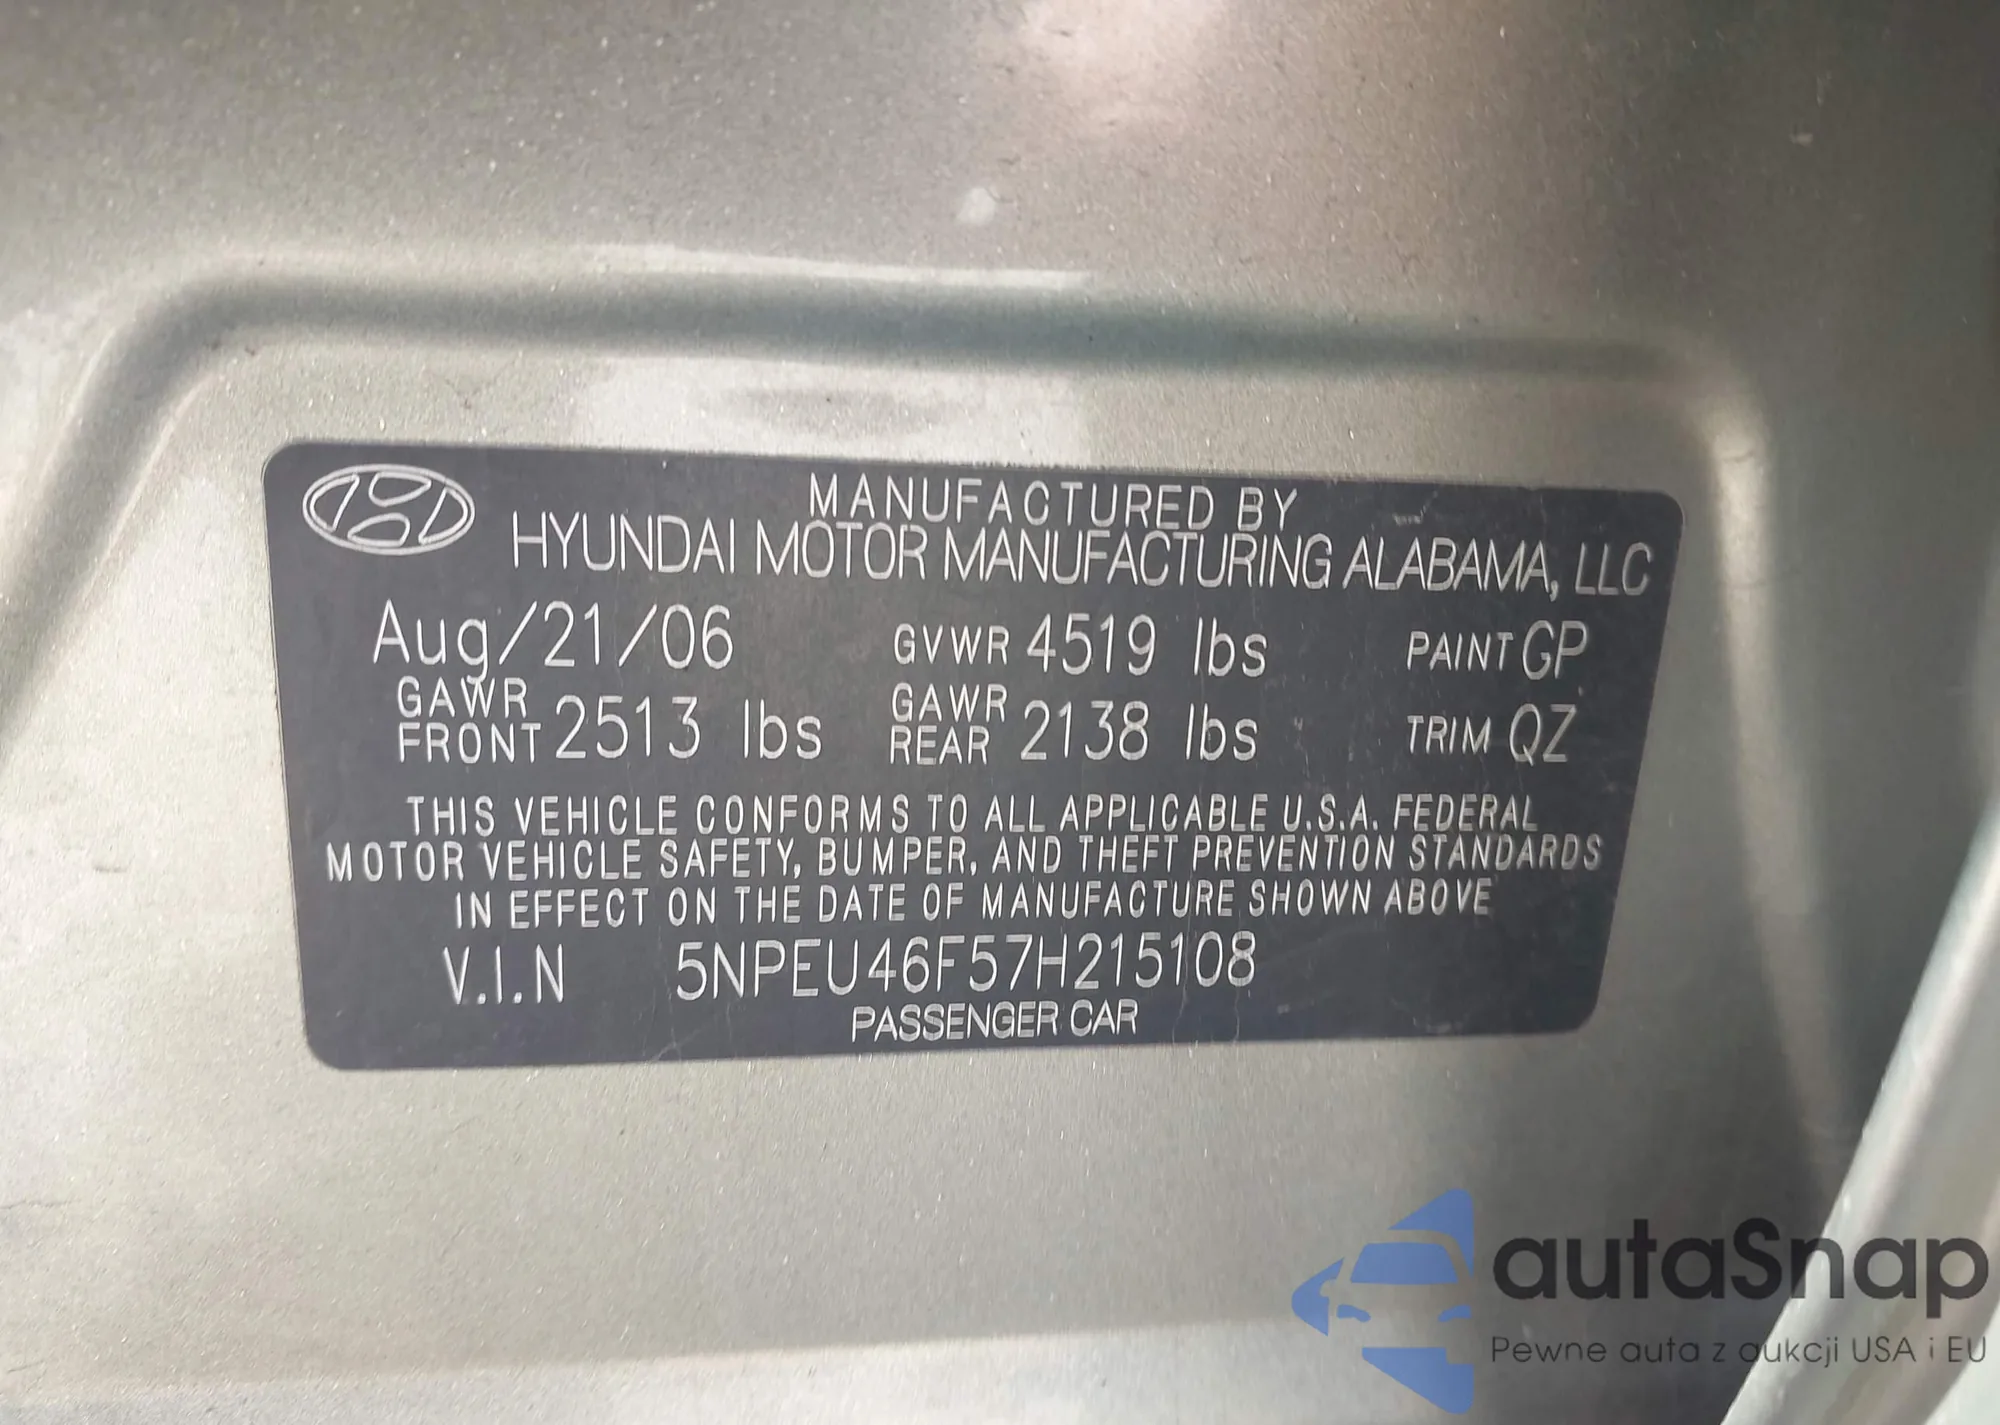 MANUFACTURED BY
HYUNDAI MOTOR MANUFACTURING ALABAMA, LLC
Aug/21/06 GVWR 4519 lbs PAINT GP
GAWR FRONT 2513 lbs GAWR REAR 2138 lbs TRIM QZ
THIS VEHICLE CONFORMS TO ALL APPLICABLE U.S.A. FEDERAL
MOTOR VEHICLE SAFETY, BUMPER, AND THEFT PREVENTION STANDARDS
IN EFFECT ON THE DATE OF MANUFACTURE SHOWN ABOVE
V.I.N 5NPEU46F57H215108
PASSENGER CAR
autaSnap
Pewne auta z aukcji USA i EU